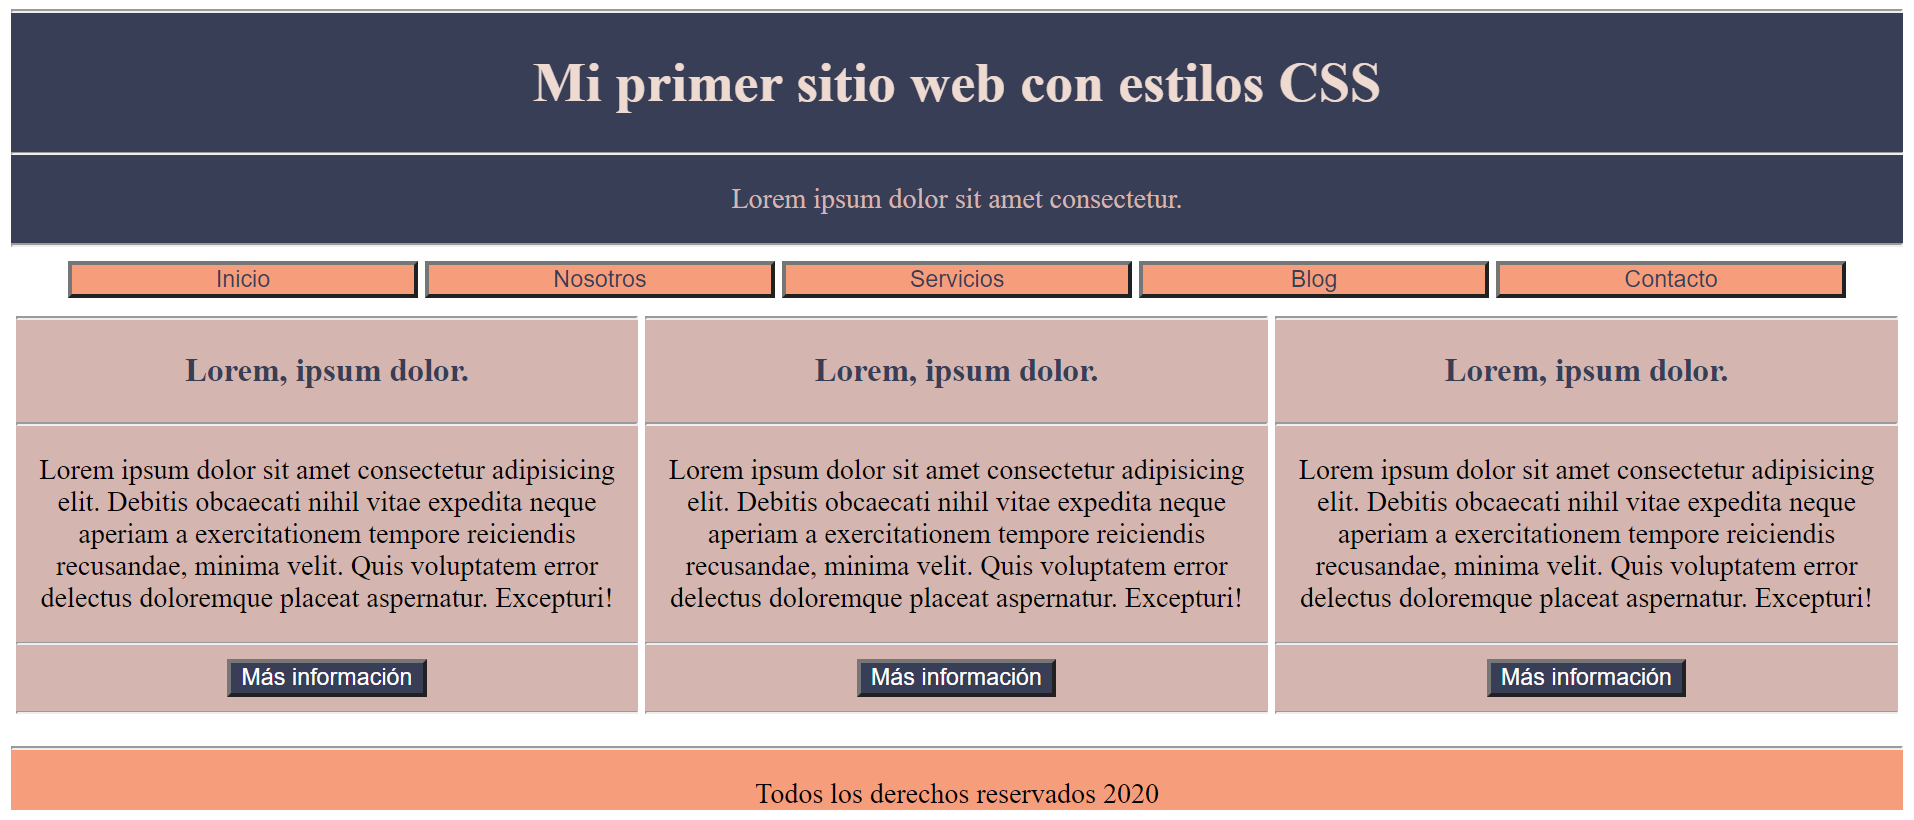 Mi primer sitio web con estilos CSS
Lorem ipsum dolor sit amet consectetur.
Inicio
Nosotros
Servicios
Blog
Contacto
Lorem, ipsum dolor.
Lorem ipsum dolor sit amet consectetur adipisicing
elit. Debitis obcaecati nihil vitae expedita neque
aperiam a exercitationem tempore reiciendis
recusandae, minima velit. Quis voluptatem error
delectus doloremque placeat aspernatur. Excepturi!
Más información
Lorem, ipsum dolor.
Lorem ipsum dolor sit amet consectetur adipisicing
elit. Debitis obcaecati nihil vitae expedita neque
aperiam a exercitationem tempore reiciendis
recusandae, minima velit. Quis voluptatem error
delectus doloremque placeat aspernatur. Excepturi!
Más información
Lorem, ipsum dolor.
Lorem ipsum dolor sit amet consectetur adipisicing
elit. Debitis obcaecati nihil vitae expedita neque
aperiam a exercitationem tempore reiciendis
recusandae, minima velit. Quis voluptatem error
delectus doloremque placeat aspernatur. Excepturi!
Más información
Todos los derechos reservados 2020